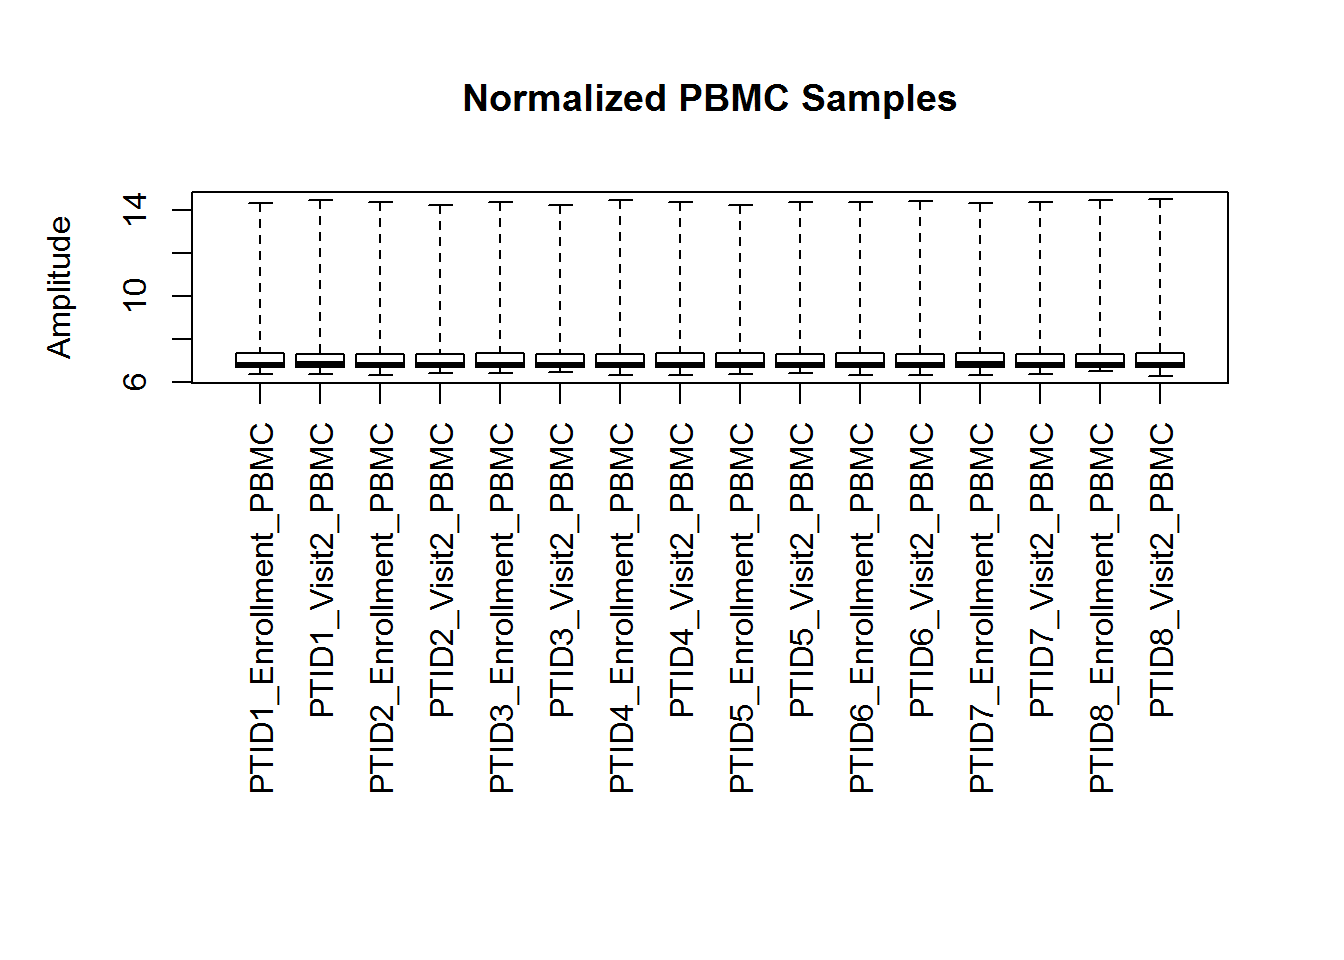 Normalized PBMC Samples
Amplitude
14
10
6
PTID1_Enrollment_PBMC
PTID1_Visit2_PBMC
PTID2_Enrollment_PBMC
PTID2_Visit2_PBMC
PTID3_Enrollment_PBMC
PTID3_Visit2_PBMC
PTID4_Enrollment_PBMC
PTID4_Visit2_PBMC
PTID5_Enrollment_PBMC
PTID5_Visit2_PBMC
PTID6_Enrollment_PBMC
PTID6_Visit2_PBMC
PTID7_Enrollment_PBMC
PTID7_Visit2_PBMC
PTID8_Enrollment_PBMC
PTID8_Visit2_PBMC